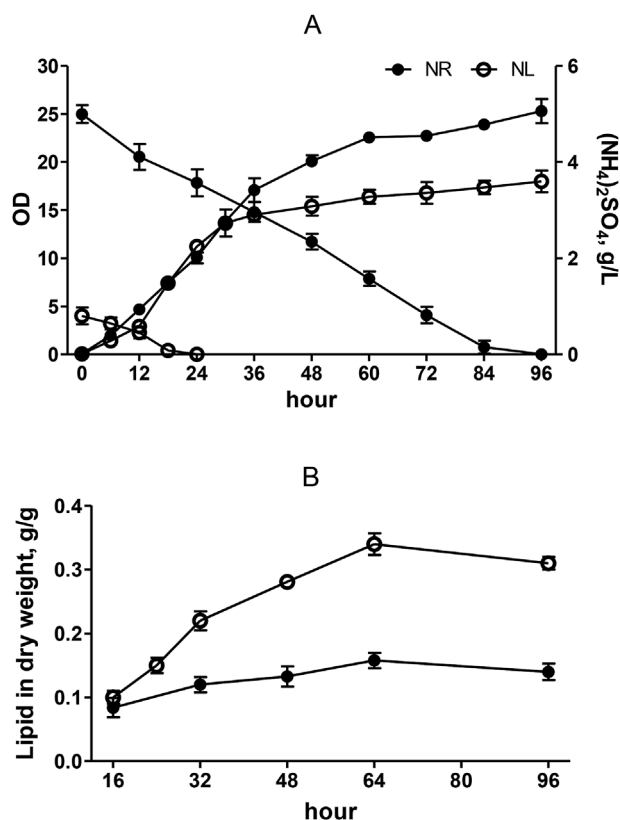 A
NR NL
30 6
25
20 4
15
10 2
5
0 0
OD
(NH₄)₂SO₄, g/L
0 12 24 36 48 60 72 84 96
hour
B
0.4
0.3
0.2
0.1
0.0
Lipid in dry weight, g/g
16 32 48 64 80 96
hour